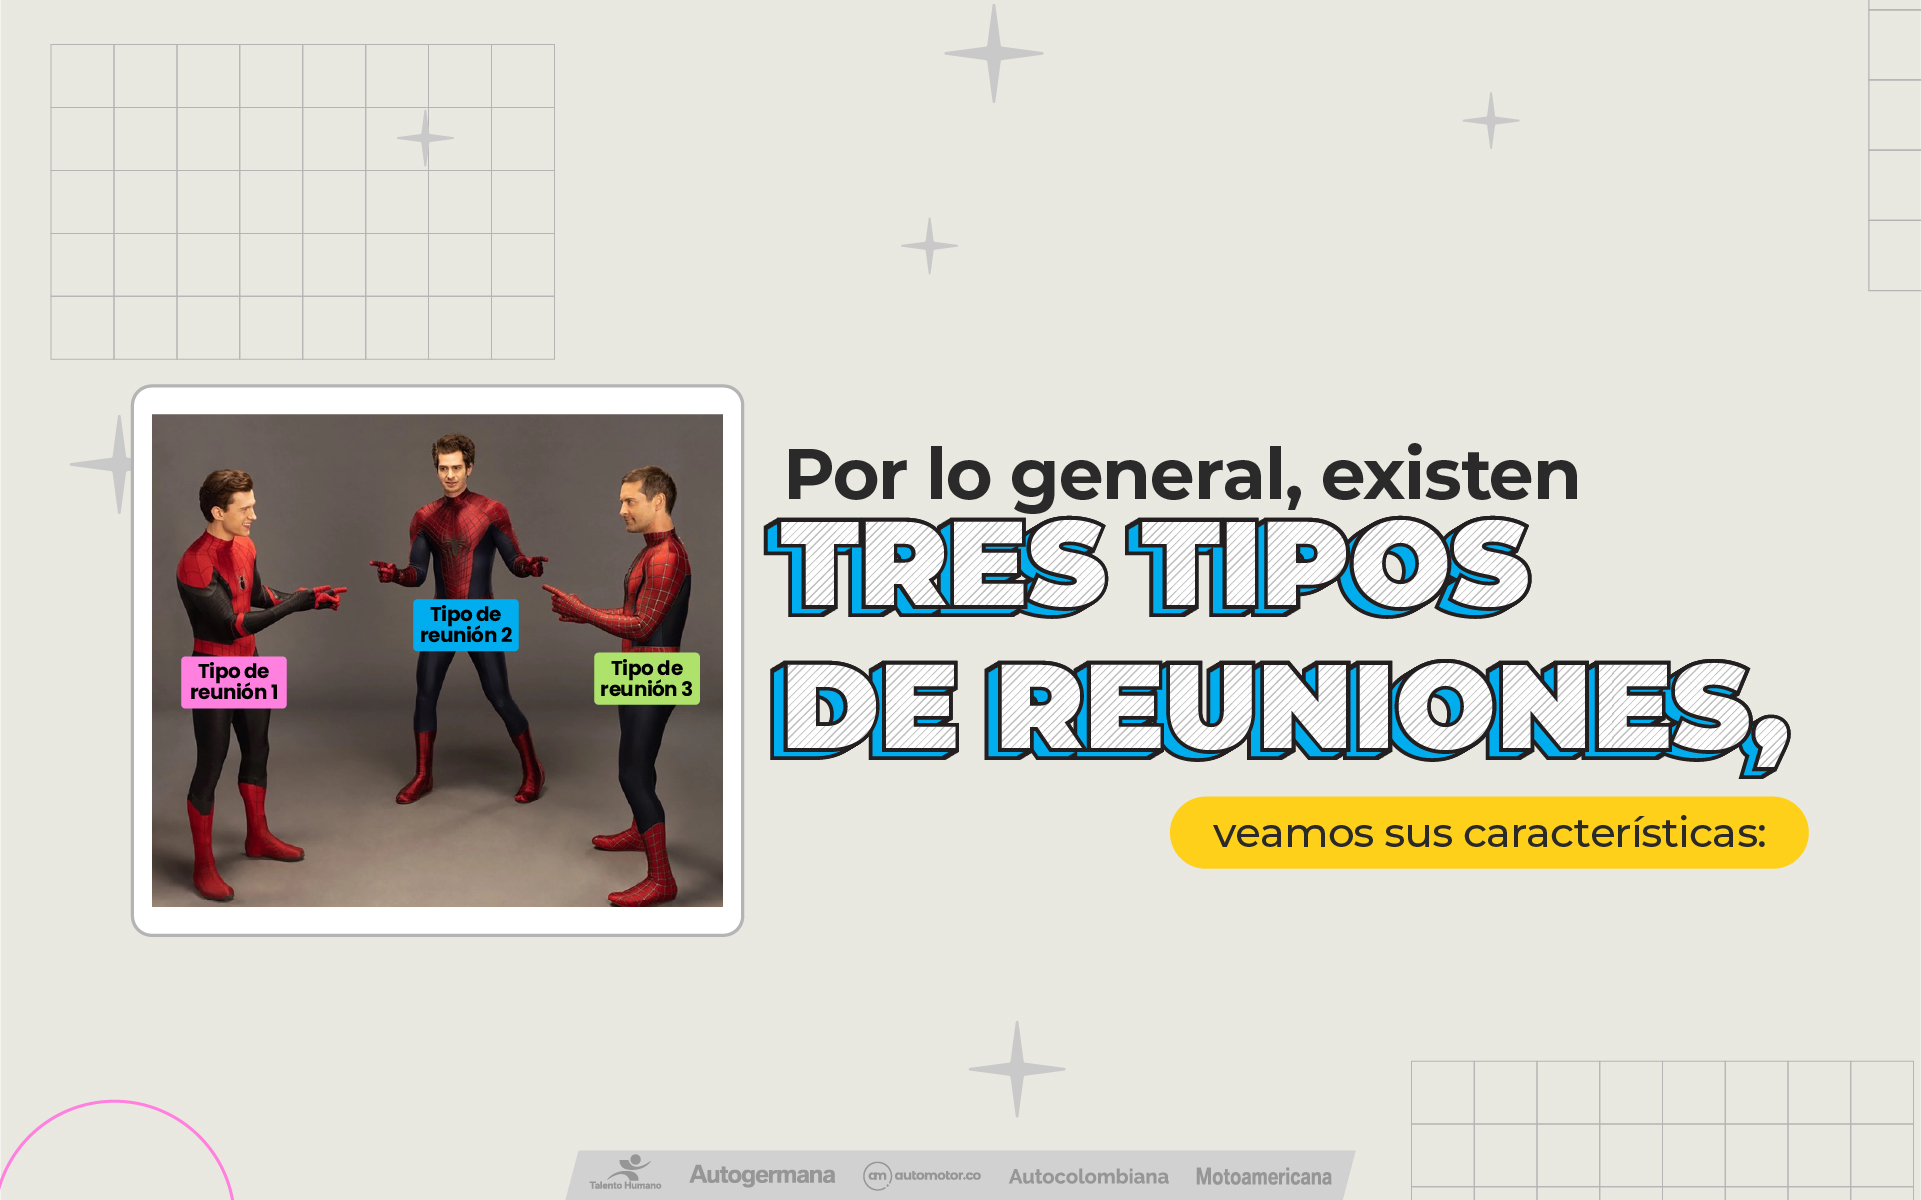 Por lo general, existen
TRES TIPOS
DE REUNIONES,
veamos sus características:
Tipo de
reunión 1
Tipo de
reunión 2
Tipo de
reunión 3
Talento Humano
Autogermana
am automotor.co
Autocolombiana
Motoamericana